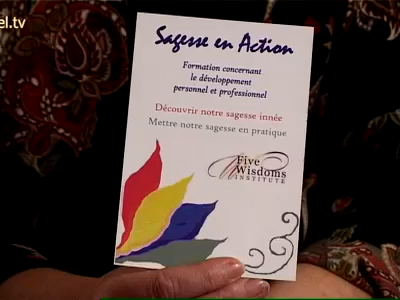 el.tv
Sagesse en Action
Formation concernant
le développement
personnel et professionnel
Découvrir notre sagesse innée
Mettre notre sagesse en pratique
Five
Wisdoms
INSTITUTE